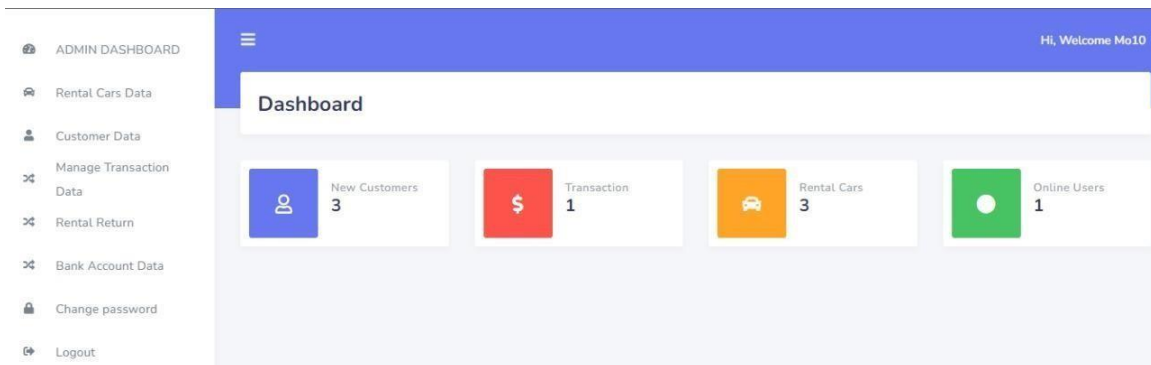 ADMIN DASHBOARD
Rental Cars Data
Customer Data
Manage Transaction
Data
Rental Return
Bank Account Data
Change password
Logout
Hi, Welcome Mo10
Dashboard
New Customers
3
$
Transaction
1
Rental Cars
3
Online Users
1